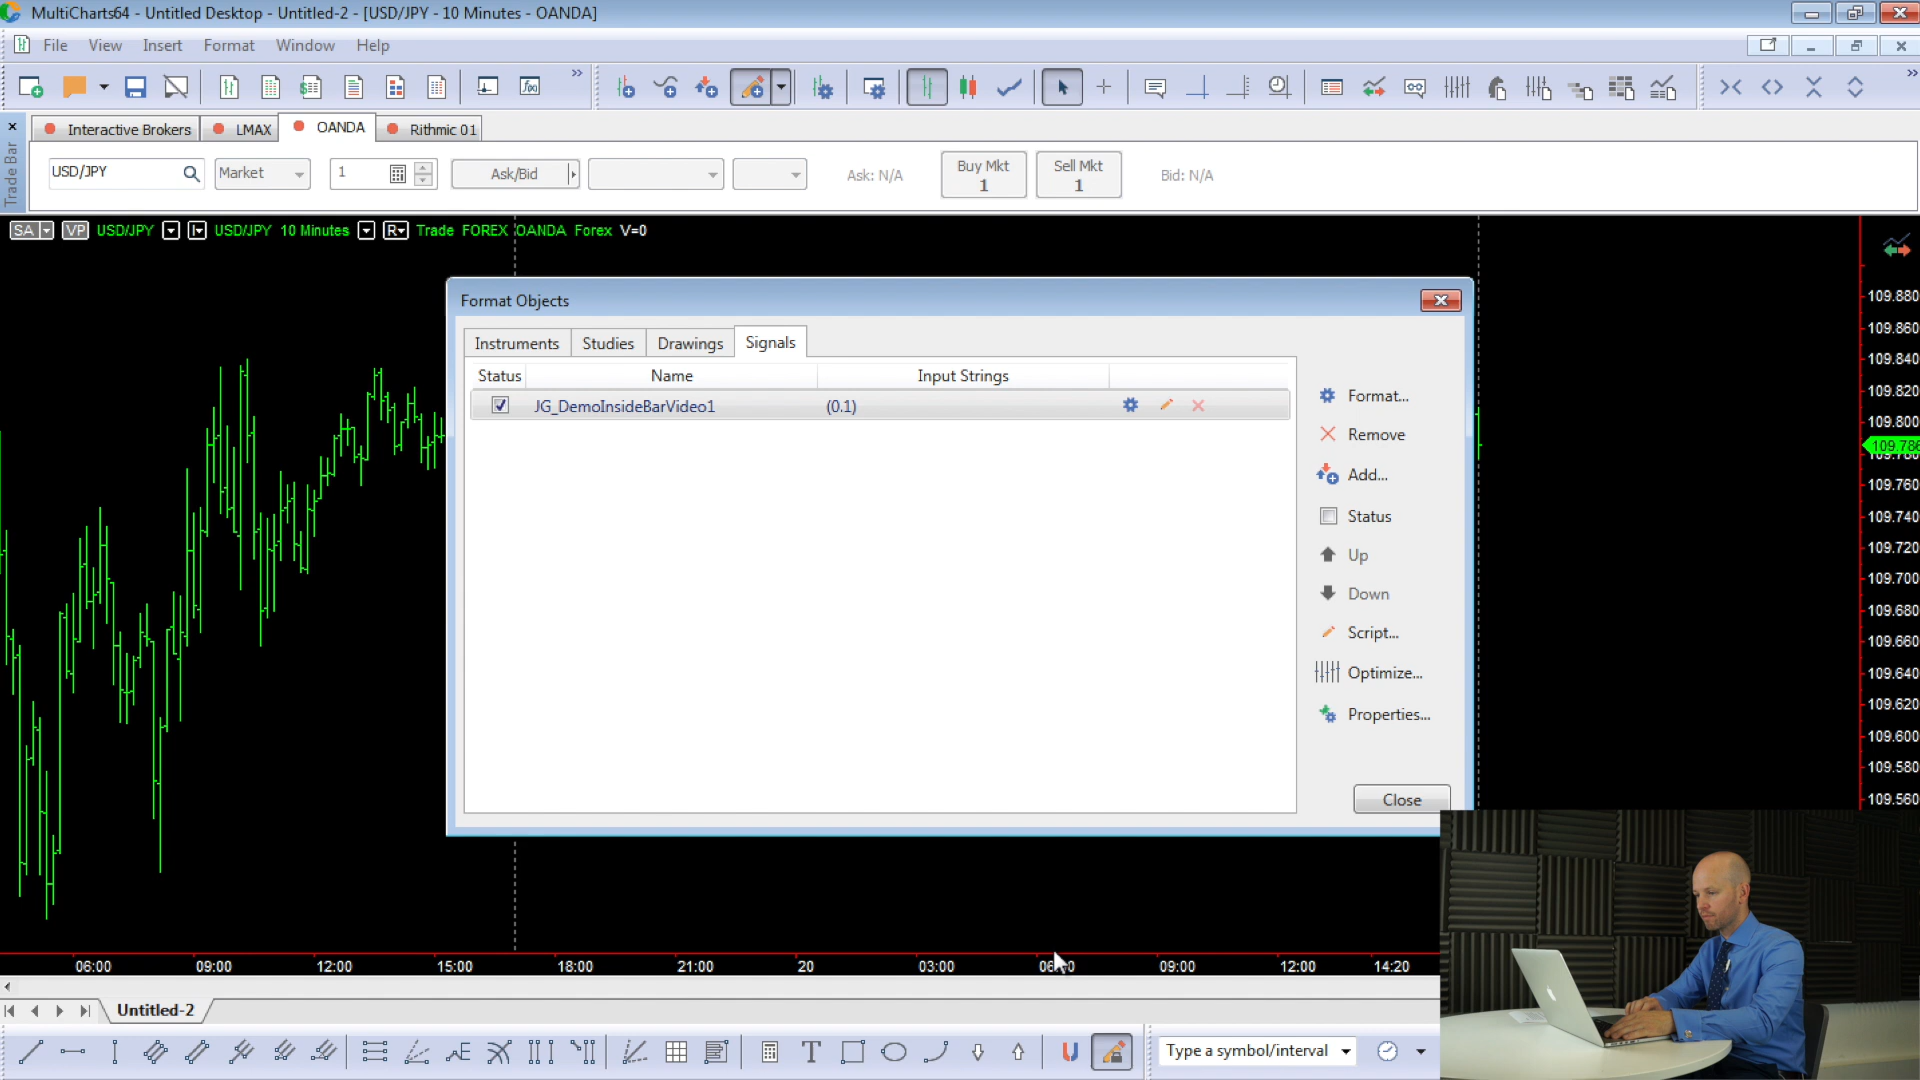 MultiCharts64 - Untitled Desktop - Untitled-2 - [USD/JPY - 10 Minutes - OANDA]
File View Insert Format Window Help
Interactive Brokers LMAX OANDA Rithmic 01
Trade Bar
USD/JPY Market 1 Ask/Bid Ask: N/A Buy Mkt 1 Sell Mkt 1 Bid: N/A
SA VP USD/JPY I USD/JPY 10 Minutes R Trade FOREX OANDA Forex V=0
Format Objects
Instruments Studies Drawings Signals
Status Name Input Strings
JG_DemoInsideBarVideo1 (0.1)
Format...
Remove
Add...
Status
Up
Down
Script...
Optimize...
Properties...
Close
109.880
109.860
109.840
109.820
109.800
109.786
109.760
109.740
109.720
109.700
109.680
109.660
109.640
109.620
109.600
109.580
109.560
06:00 09:00 12:00 15:00 18:00 21:00 20 03:00 06:00 09:00 12:00 14:20
Untitled-2
Type a symbol/interval